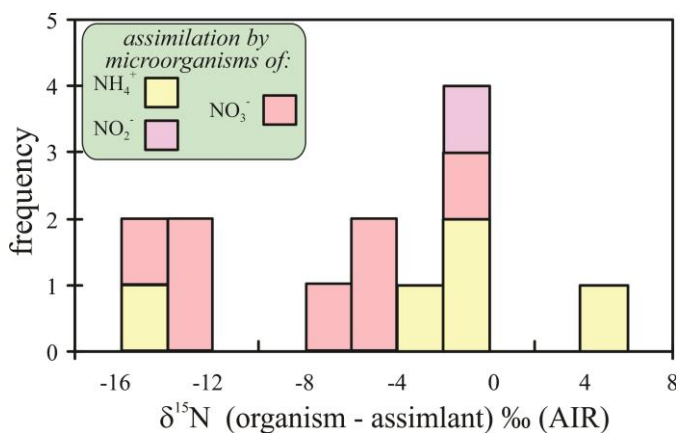 5
4
3
2
1
0
frequency
assimilation by
microorganisms of:
NH₄⁺
NO₂⁻
NO₃⁻
-16 -12 -8 -4 0 4 8
δ¹⁵N (organism - assimlant) ‰ (AIR)